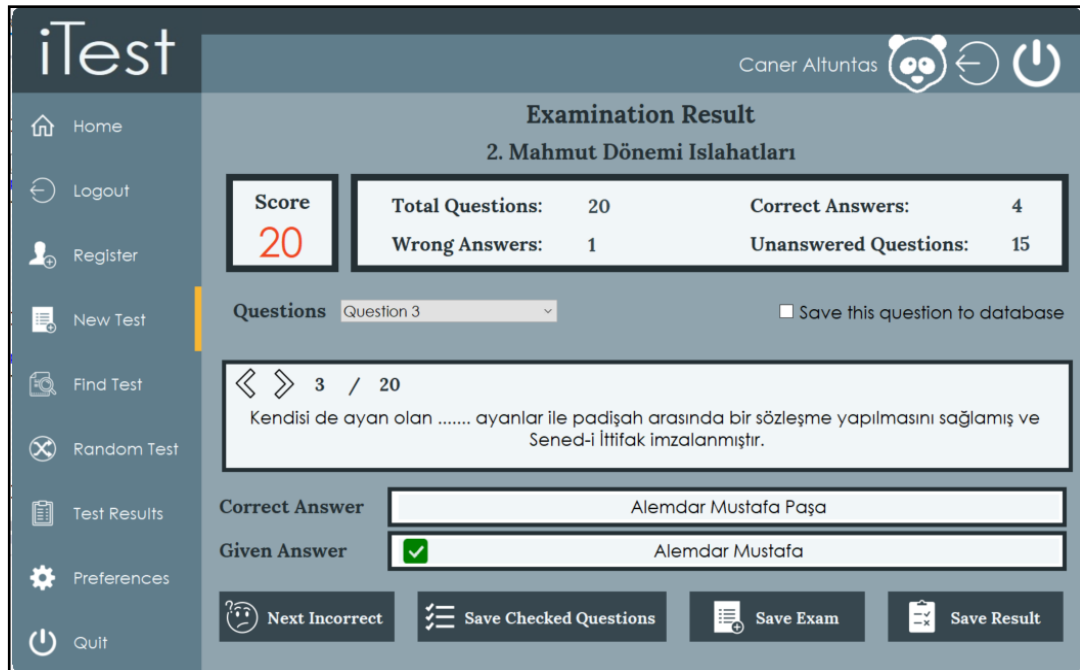 iTest
Caner Altuntas
Home
Logout
Register
New Test
Find Test
Random Test
Test Results
Preferences
Quit
Examination Result
2. Mahmut Dönemi Islahatları
Score
20
Total Questions: 20
Correct Answers: 4
Wrong Answers: 1
Unanswered Questions: 15
Questions Question 3
Save this question to database
3 / 20
Kendisi de ayan olan ....... ayanlar ile padişah arasında bir sözleşme yapılmasını sağlamış ve
Sened-i İttifak imzalanmıştır.
Correct Answer Alemdar Mustafa Paşa
Given Answer Alemdar Mustafa
Next Incorrect
Save Checked Questions
Save Exam
Save Result